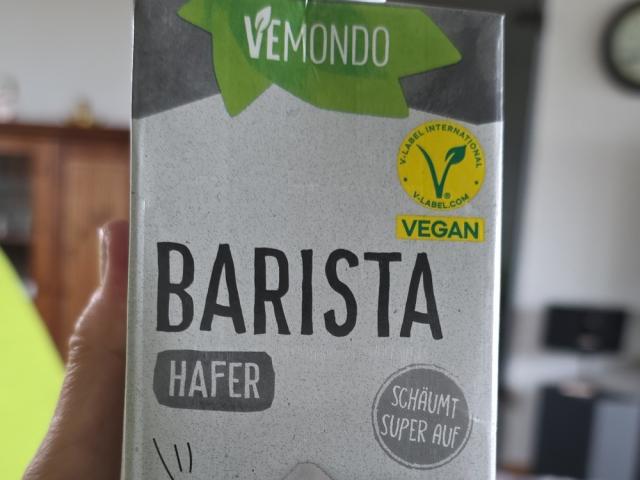 VEMONDO
V-LABEL INTERNATIONAL
V-LABEL.COM
®
VEGAN
BARISTA
HAFER
SCHÄUMT
SUPER AUF